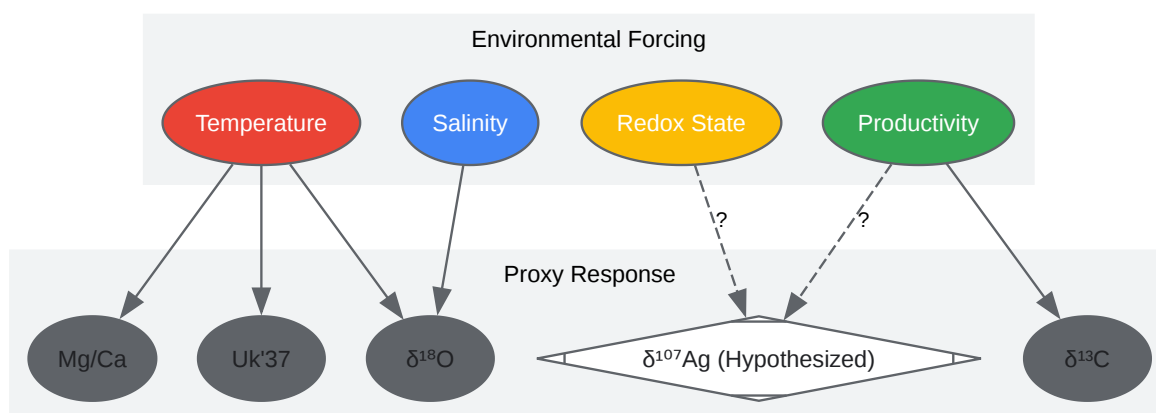 Environmental Forcing
Temperature
Salinity
Redox State
Productivity
?
?
Proxy Response
Mg/Ca
Uk'37
δ¹⁸O
δ¹⁰⁷Ag (Hypothesized)
δ¹³C